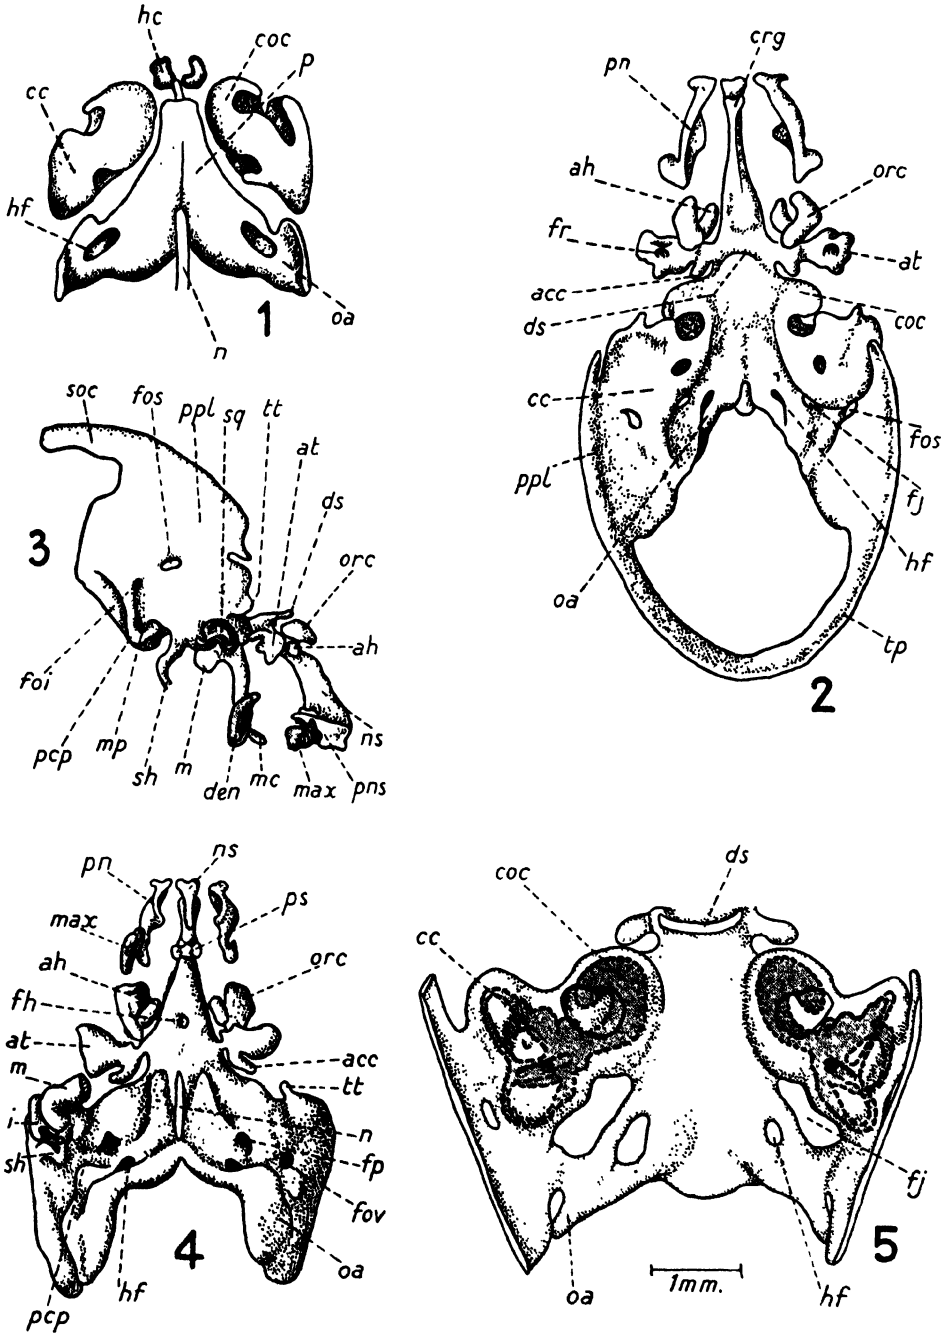 hc
coc
p
cc
hf
1
oa
n
crg
pn
ah
orc
fr
at
acc
ds
coc
cc
fos
ppl
fj
hf
oa
tp
2
soc
fos
ppl
sq
tt
at
ds
orc
3
ah
foi
pcp
mp
sh
m
den
mc
max
pns
ns
ns
pn
ps
max
ah
orc
fh
at
acc
m
tt
i
n
sh
fp
fov
4
oa
hf
pcp
ds
coc
cc
fj
5
oa
1mm.
hf